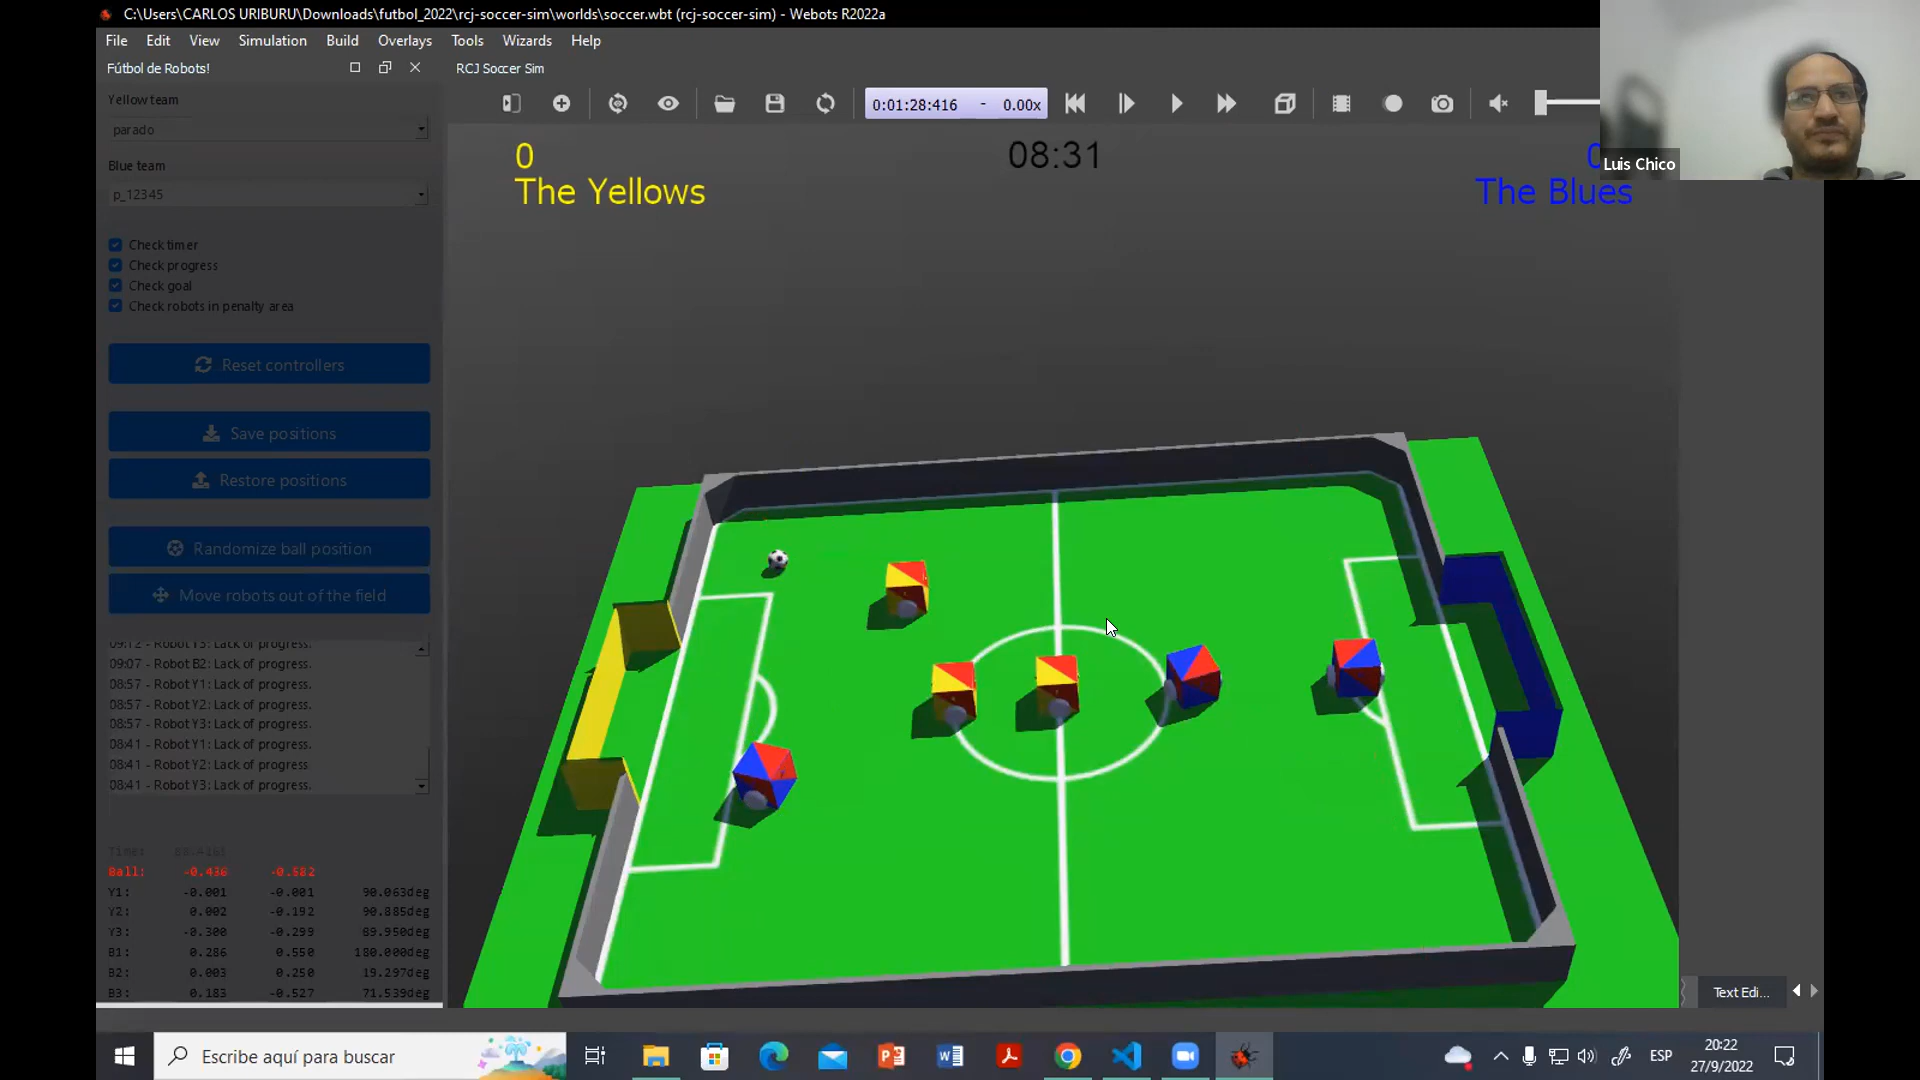 C:\Users\CARLOS URIBURU\Downloads\futbol_2022\rcj-soccer-sim\worlds\soccer.wbt (rcj-soccer-sim) - Webots R2022a
File Edit View Simulation Build Overlays Tools Wizards Help
Fútbol de Robots!
RCJ Soccer Sim
0:01:28:416 - 0.00x
Yellow team
parado
Blue team
p_12345
Check timer
Check progress
Check goal
Check robots in penalty area
Reset controllers
Save positions
Restore positions
Randomize ball position
Move robots out of the field
09:12 - Robot Y3: Lack of progress.
09:07 - Robot B2: Lack of progress.
08:57 - Robot Y1: Lack of progress.
08:57 - Robot Y2: Lack of progress.
08:57 - Robot Y3: Lack of progress.
08:41 - Robot Y1: Lack of progress.
08:41 - Robot Y2: Lack of progress
08:41 - Robot Y3: Lack of progress.
Time:
Ball: -0.436 -0.582
Y1: -0.001 -0.001 90.063deg
Y2: 0.002 -0.192 90.885deg
Y3: -0.300 -0.299 89.950deg
B1: 0.286 0.550 180.000deg
B2: 0.003 0.250 19.297deg
B3: 0.183 -0.527 71.539deg
0
The Yellows
08:31
0
The Blues
Luis Chico
Text Edi...
Escribe aquí para buscar
ESP
20:22
27/9/2022